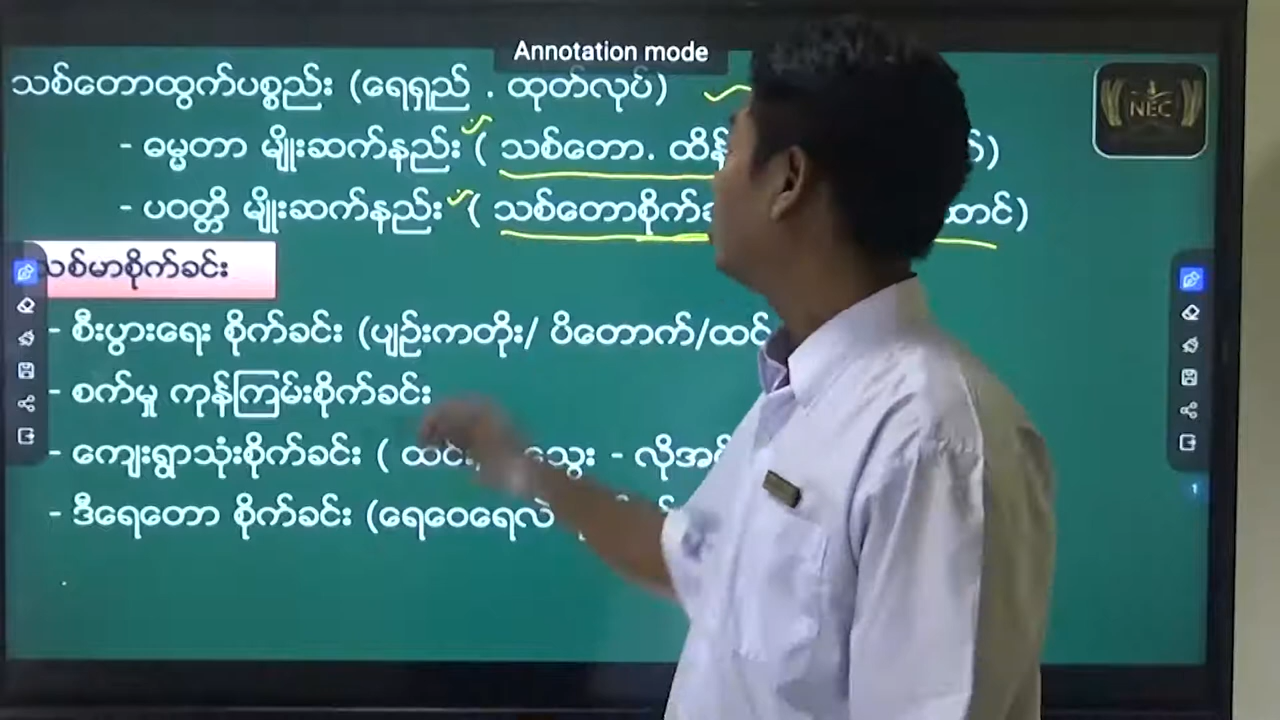 Annotation mode
သစ်တောထွက်ပစ္စည်း (ရေရှည် . ထုတ်လုပ်)
NEC
- ဓမ္မတာ မျိုးဆက်နည်း ( သစ်တော. ထိန်
- ပဝတ္တိ မျိုးဆက်နည်း ( သစ်တောစိုက်
သစ်မာစိုက်ခင်း
- စီးပွားရေး စိုက်ခင်း (ပျဉ်းကတိုး/ ပိတောက်/ထင်
- စက်မှု ကုန်ကြမ်းစိုက်ခင်း
- ကျေးရွာသုံးစိုက်ခင်း ( ထင်း သွေး - လိုအ
- ဒီရေတော စိုက်ခင်း (ရေဝေရေလဲ
1